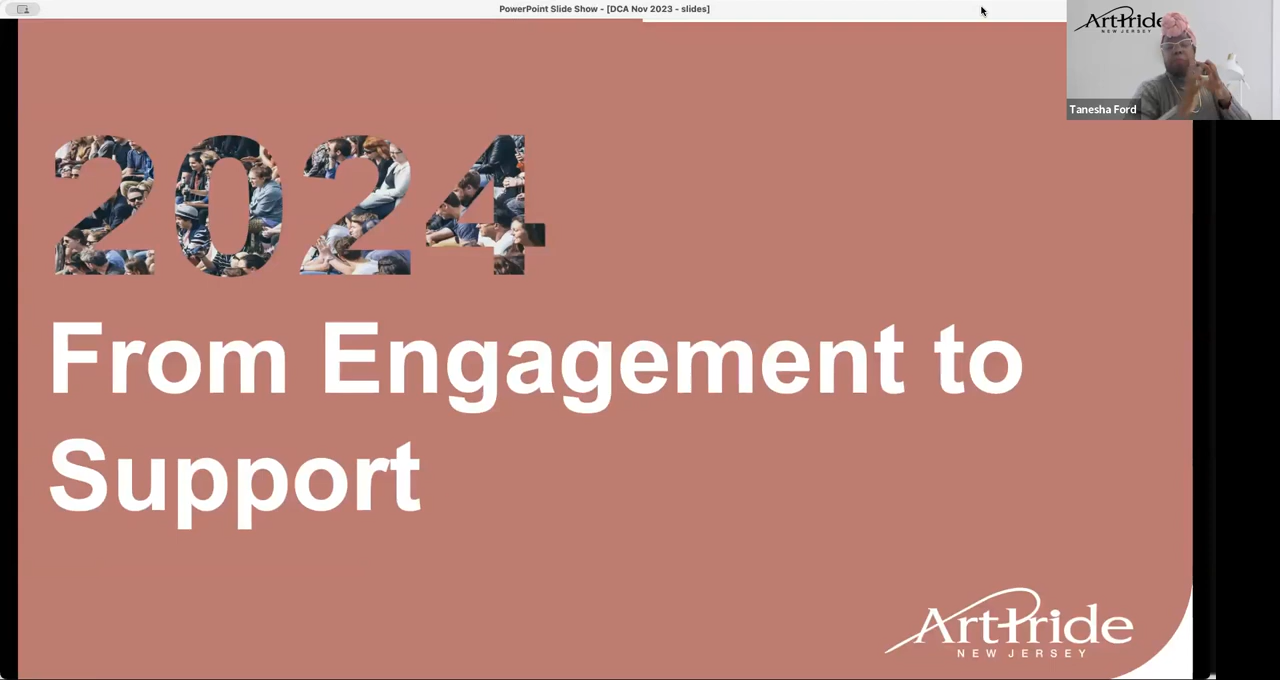 PowerPoint Slide Show - [DCA Nov 2023 - slides]
ArtPride
NEW JERSEY
Tanesha Ford
2024
From Engagement to
Support
ArtPride
NEW JERSEY